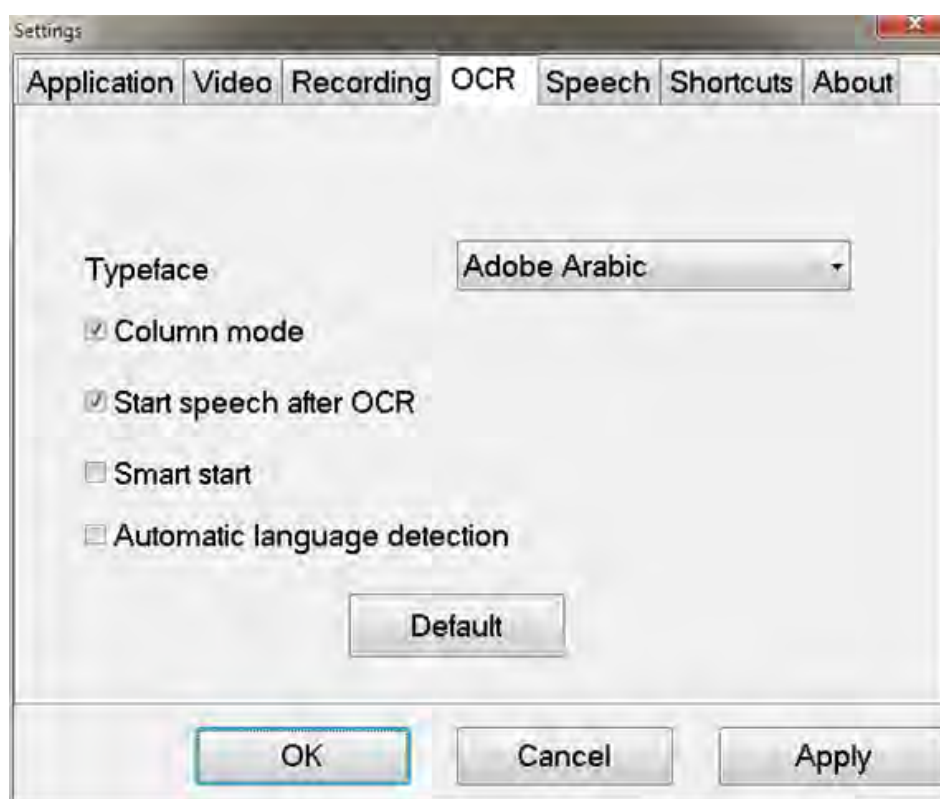 Settings
Application Video Recording OCR Speech Shortcuts About
Typeface Adobe Arabic
Column mode
Start speech after OCR
Smart start
Automatic language detection
Default
OK Cancel Apply